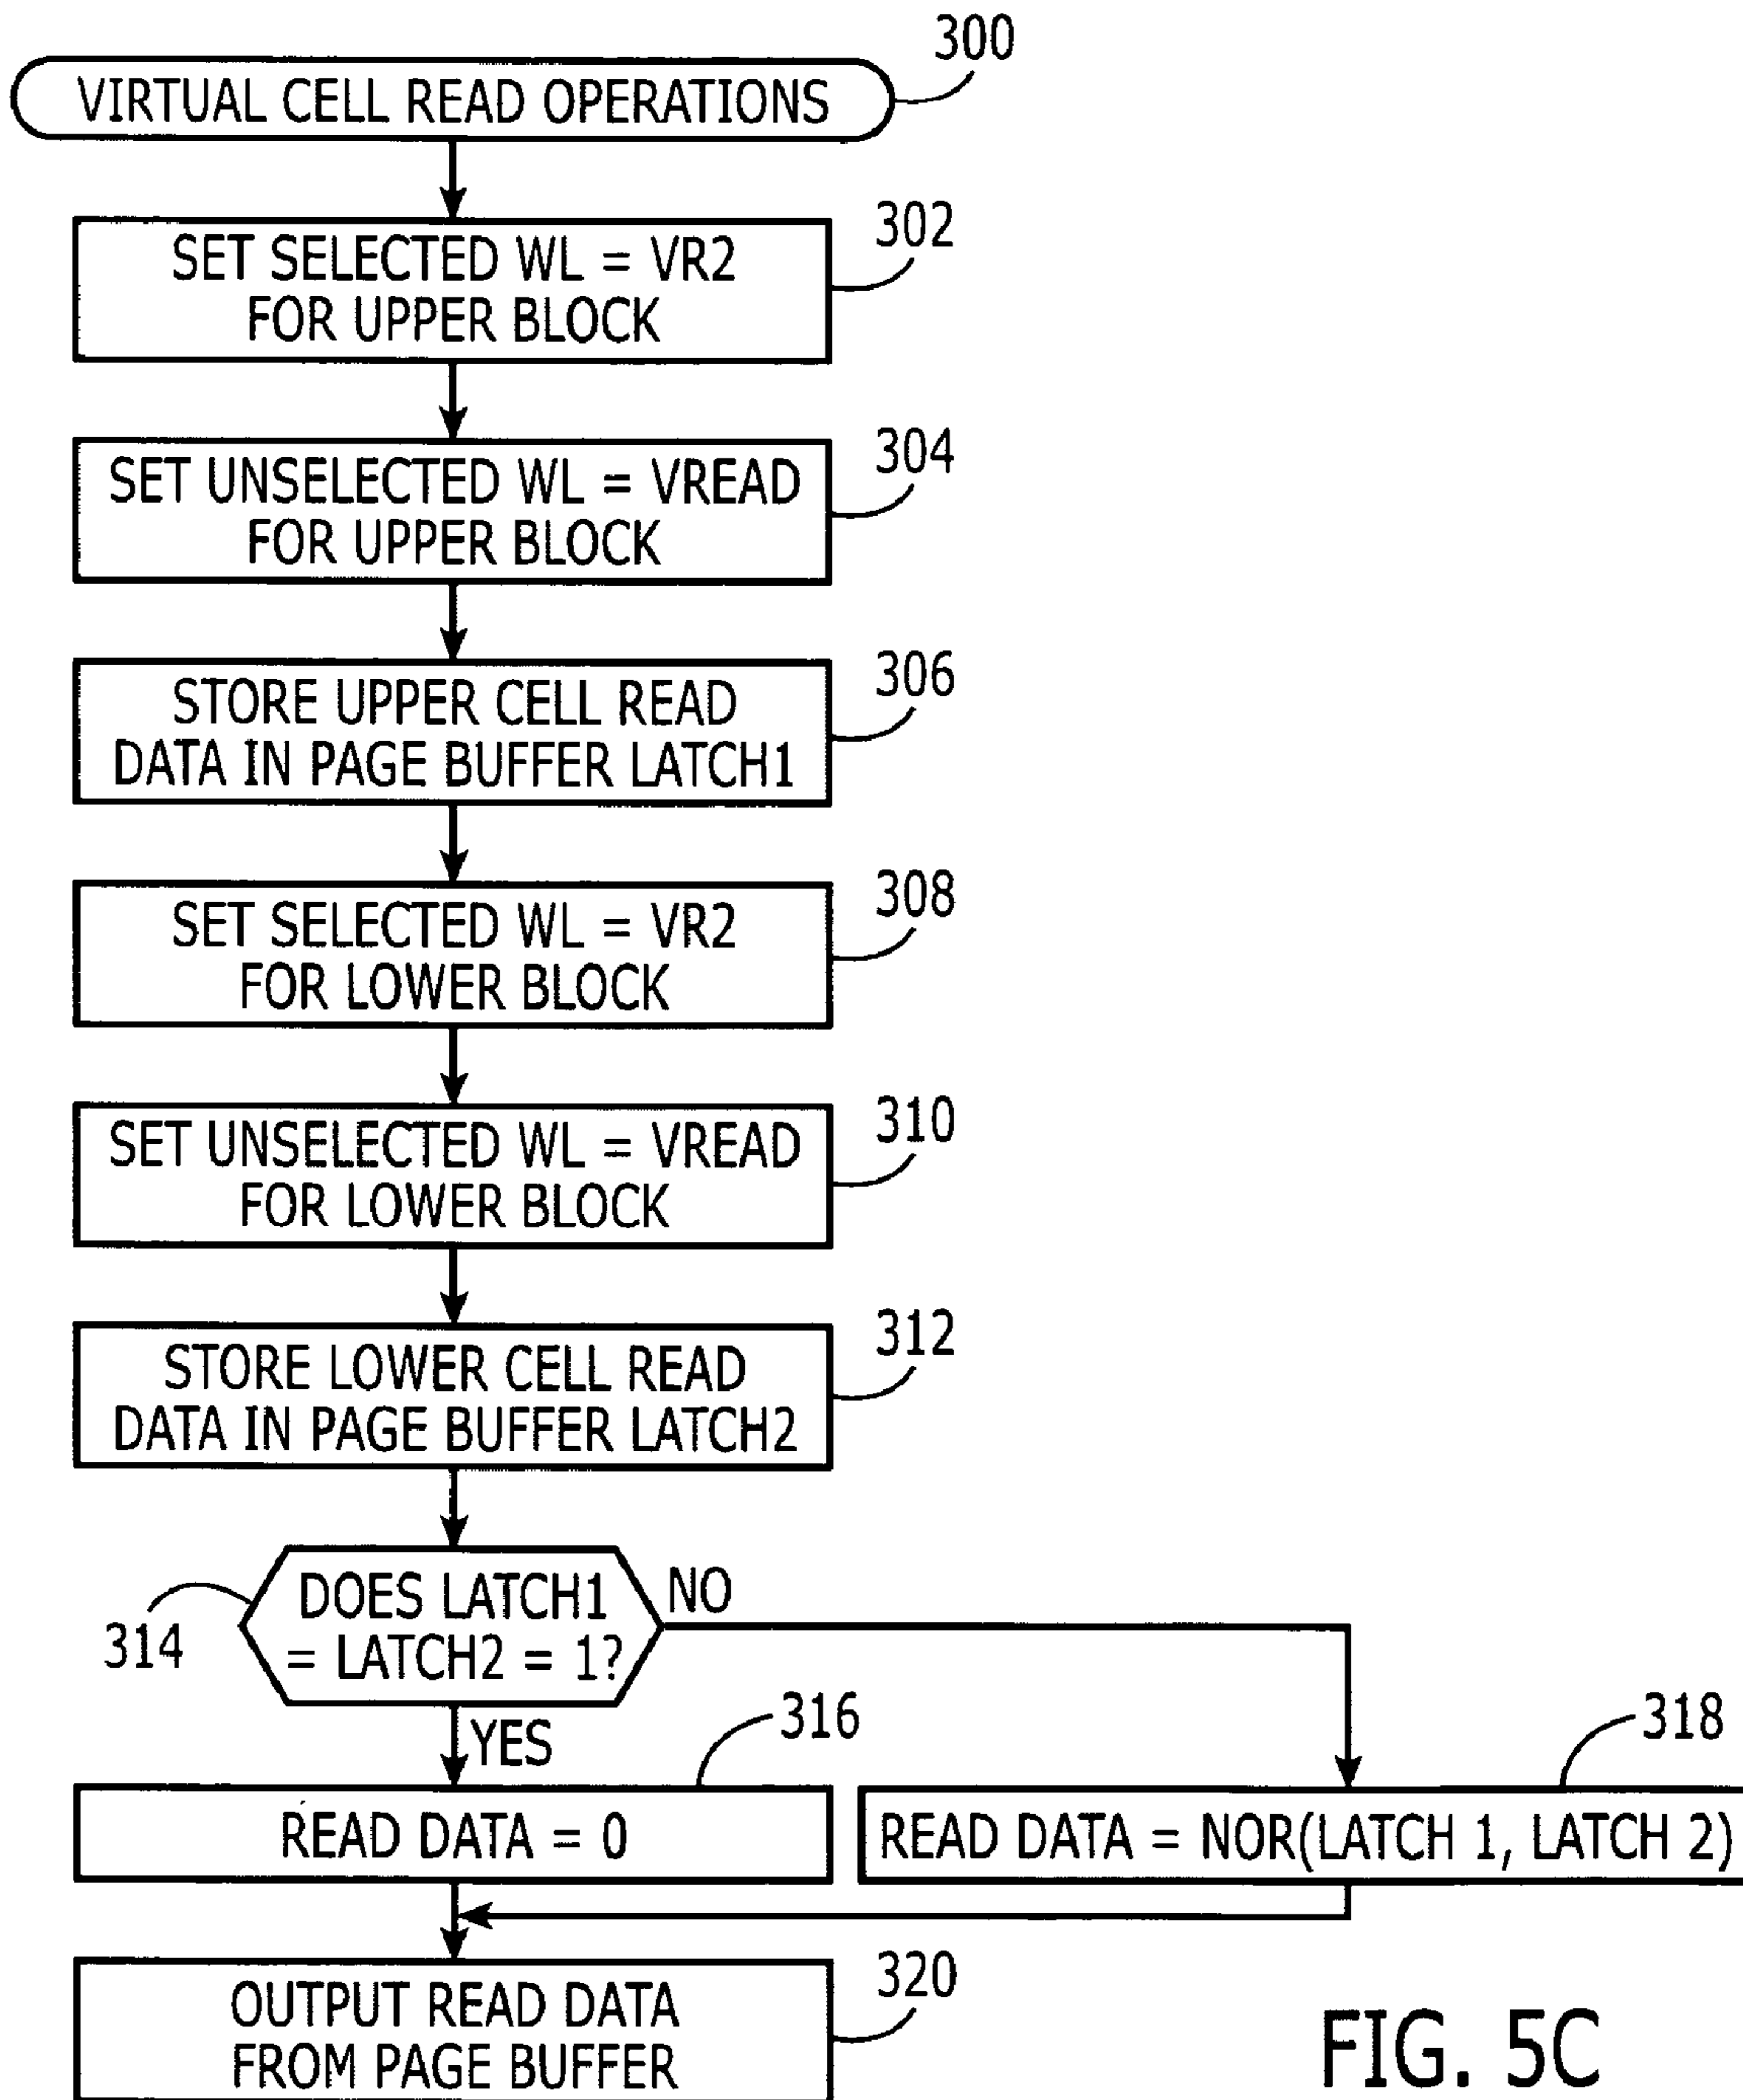 300
VIRTUAL CELL READ OPERATIONS
302
SET SELECTED WL = VR2
FOR UPPER BLOCK
304
SET UNSELECTED WL = VREAD
FOR UPPER BLOCK
306
STORE UPPER CELL READ
DATA IN PAGE BUFFER LATCH1
308
SET SELECTED WL = VR2
FOR LOWER BLOCK
310
SET UNSELECTED WL = VREAD
FOR LOWER BLOCK
312
STORE LOWER CELL READ
DATA IN PAGE BUFFER LATCH2
314
DOES LATCH1
= LATCH2 = 1?
NO
YES
316
318
READ DATA = 0
READ DATA = NOR(LATCH 1, LATCH 2)
320
OUTPUT READ DATA
FROM PAGE BUFFER
FIG. 5C